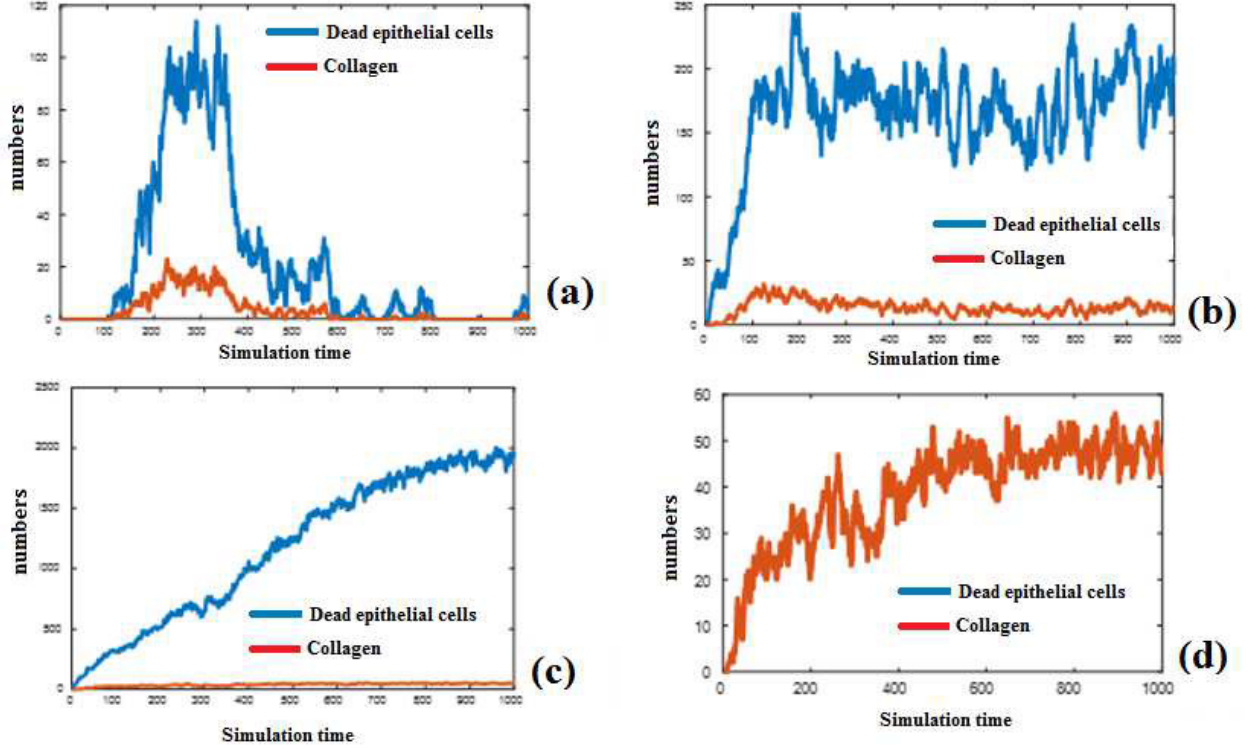 120
100
80
60
40
20
0
numbers
Dead epithelial cells
Collagen
0 100 200 300 400 500 600 700 800 900 1000
Simulation time
(a)
250
200
150
100
50
0
numbers
Dead epithelial cells
Collagen
0 100 200 300 400 500 600 700 800 900 1000
Simulation time
(b)
2500
2000
1500
1000
500
0
numbers
Dead epithelial cells
Collagen
0 100 200 300 400 500 600 700 800 900 1000
Simulation time
(c)
60
50
40
30
20
10
0
numbers
Dead epithelial cells
Collagen
0 200 400 600 800 1000
Simulation time
(d)